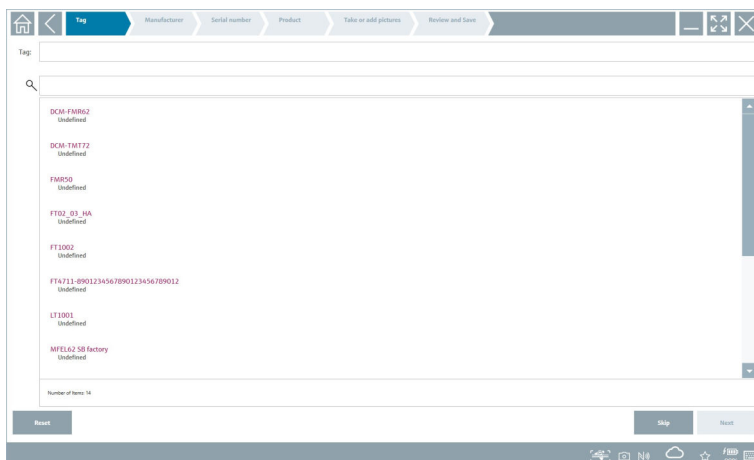 Tag
Manufacturer
Serial number
Product
Take or add pictures
Review and Save
Tag:
DCM-FMR62
Undefined
DCM-TMT72
Undefined
FMR50
Undefined
FT02_03_HA
Undefined
FT1002
Undefined
FT4711-8901234567890123456789012
Undefined
LT1001
Undefined
MFEL62 SB factory
Undefined
Number of items: 14
Reset
Skip
Next